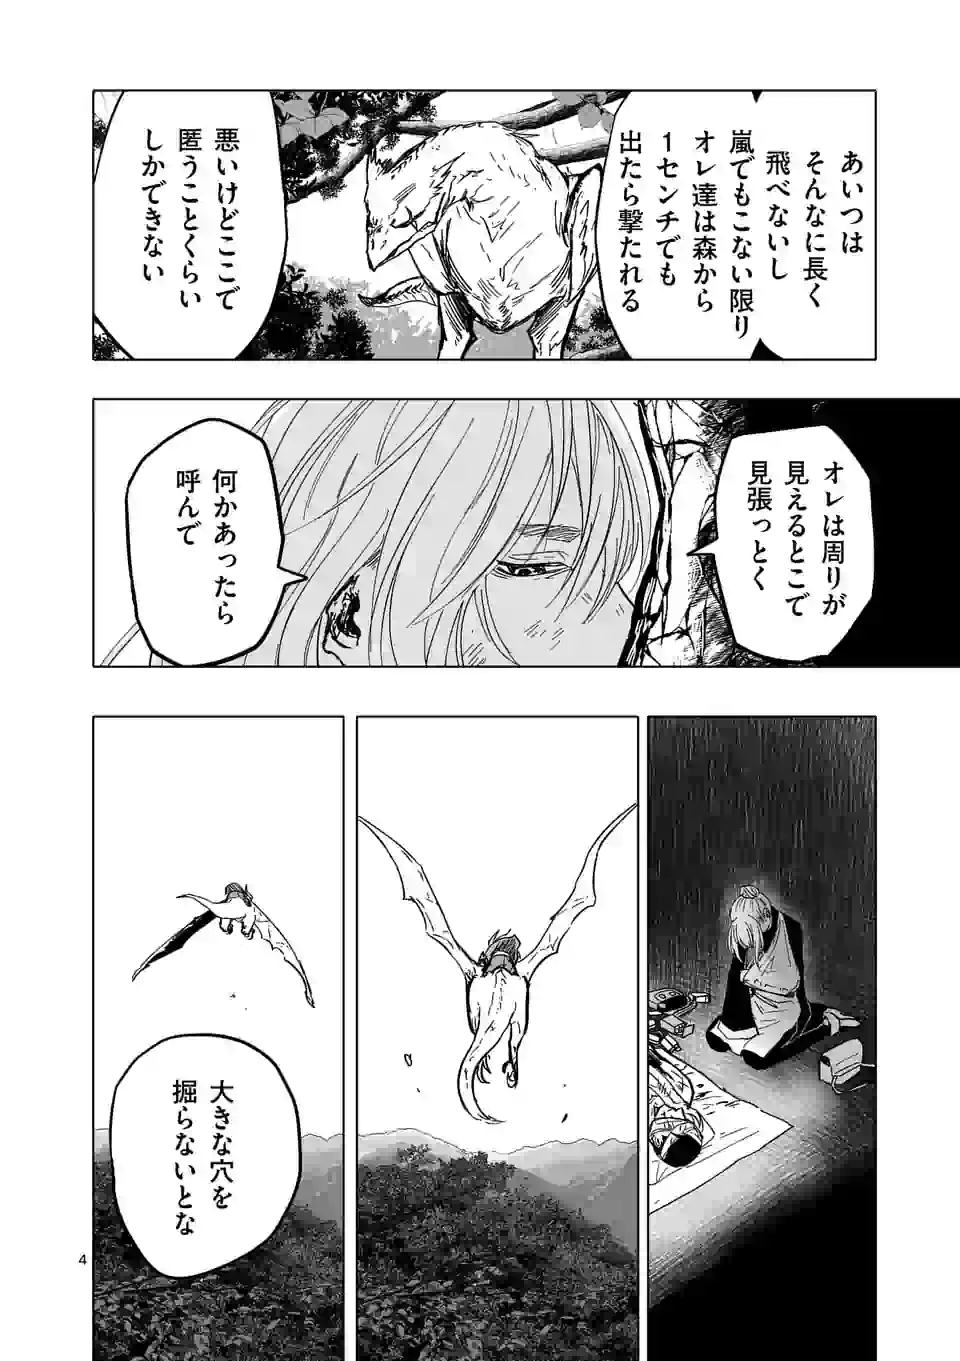 あいつは
そんなに長く
飛べないし
嵐でもこない限り
オレ達は森から
1センチでも
出たら撃たれる
悪いけどここで
匿うことくらい
しかできない
オレは周りが
見えるとこで
見張っとく
何かあったら
呼んで
大きな穴を
掘らないとな
4